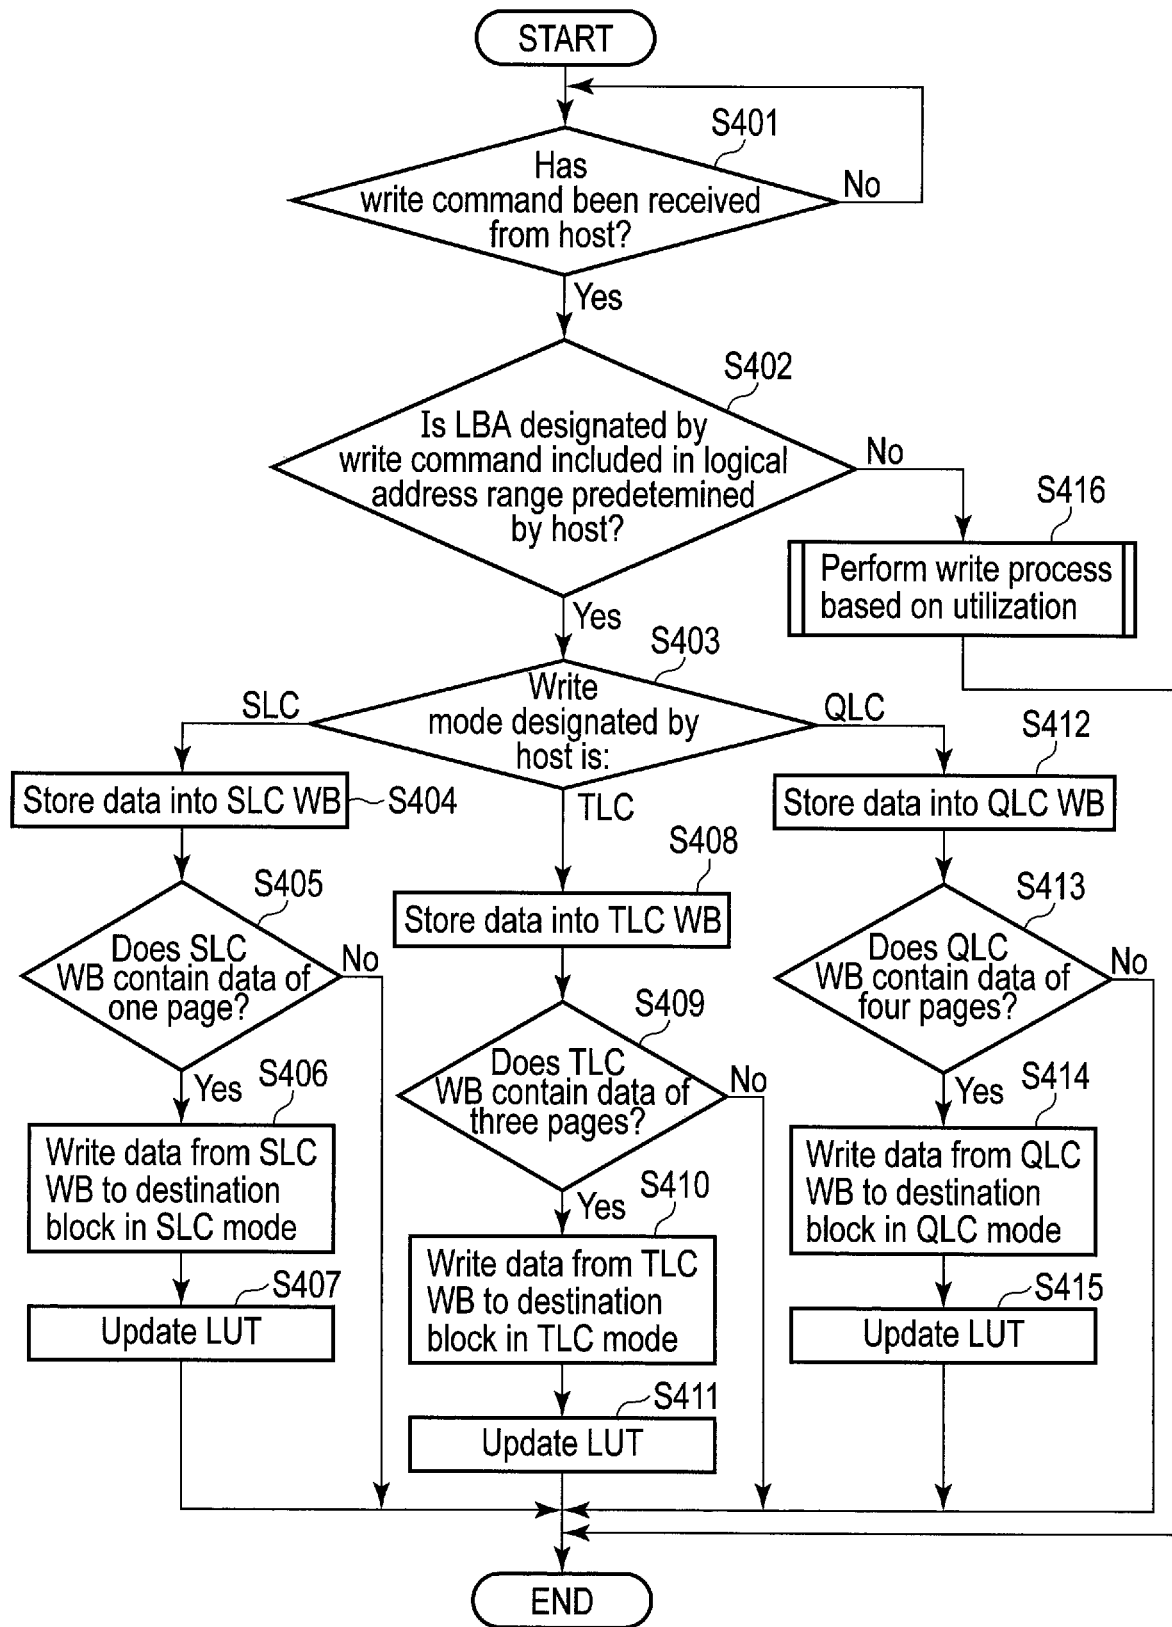 START
S401
Has
write command been received
from host?
No
Yes
S402
Is LBA designated by
write command included in logical
address range predetemined
by host?
No
S416
Perform write process
based on utilization
Yes
S403
Write
mode designated by
host is:
SLC
QLC
TLC
S412
Store data into SLC WB
S404
Store data into QLC WB
S408
Store data into TLC WB
S405
Does SLC
WB contain data of
one page?
No
S413
Does QLC
WB contain data of
four pages?
No
S409
Does TLC
WB contain data of
three pages?
No
Yes
S406
Write data from SLC
WB to destination
block in SLC mode
Yes
S414
Write data from QLC
WB to destination
block in QLC mode
Yes
S410
Write data from TLC
WB to destination
block in TLC mode
S407
Update LUT
S415
Update LUT
S411
Update LUT
END